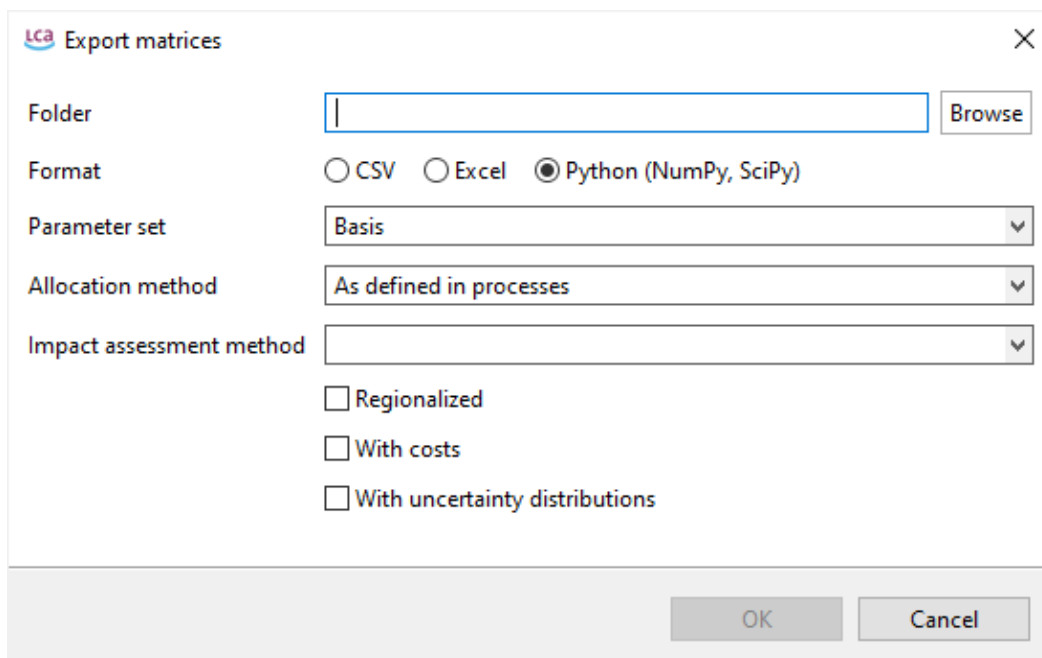 LCA Export matrices
Folder Browse
Format CSV Excel Python (NumPy, SciPy)
Parameter set Basis
Allocation method As defined in processes
Impact assessment method
Regionalized
With costs
With uncertainty distributions
OK Cancel